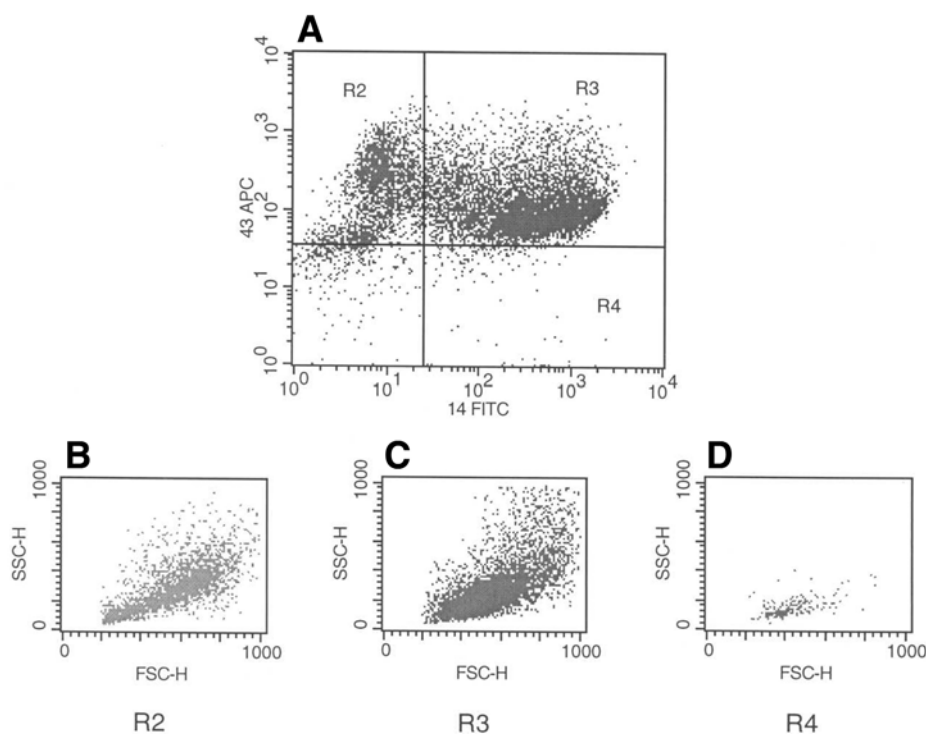 A
10^4
R2
R3
10^3
43 APC
10^2
10^1
R4
10^0
10^0 10^1 10^2 10^3 10^4
14 FITC
B
C
D
1000
SSC-H
0
0 1000
FSC-H
R2
1000
SSC-H
0
0 1000
FSC-H
R3
1000
SSC-H
0
0 1000
FSC-H
R4